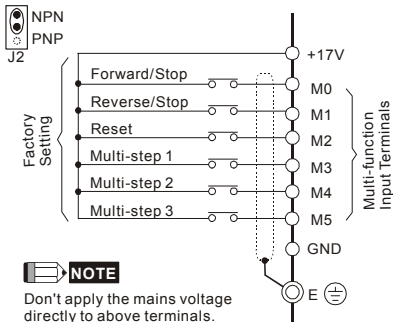 NPN
PNP
J2
+17V
Forward/Stop
M0
Reverse/Stop
M1
Reset
M2
Multi-step 1
M3
Multi-step 2
M4
Multi-step 3
M5
Factory
Setting
Multi-function
Input Terminals
GND
NOTE
E
Don't apply the mains voltage
directly to above terminals.